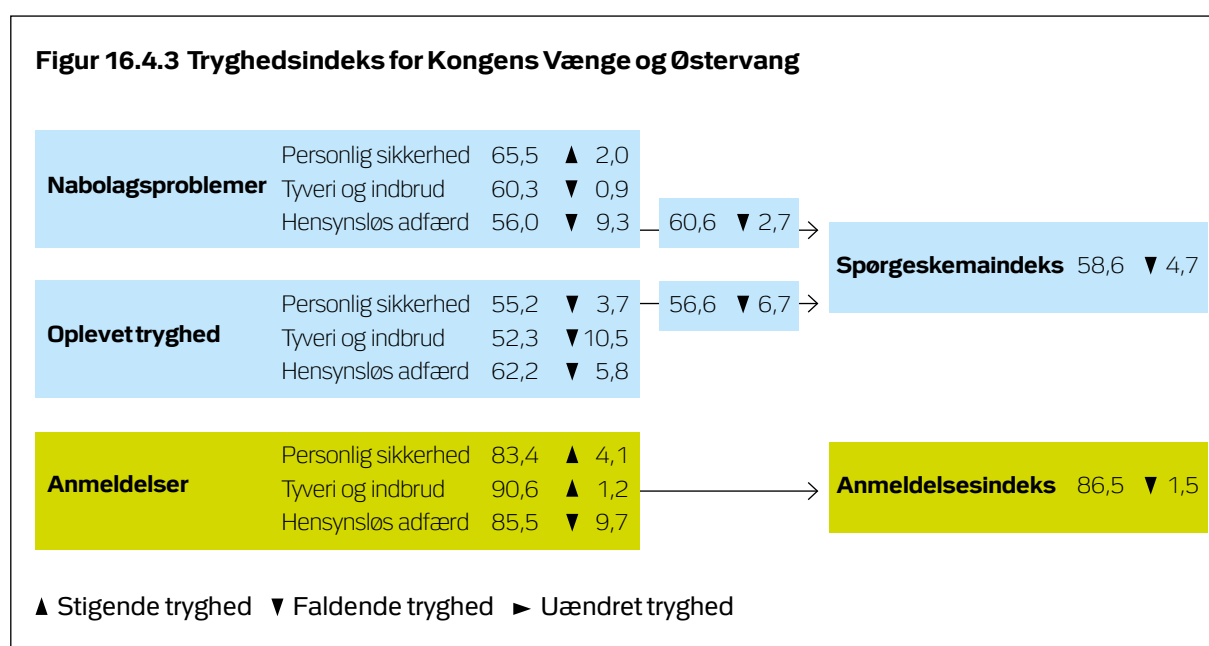 Figur 16.4.3 Tryghedsindeks for Kongens Vænge og Østervang
Nabolagsproblemer
Personlig sikkerhed 65,5 ▲ 2,0
Tyveri og indbrud 60,3 ▼ 0,9
Hensynsløs adfærd 56,0 ▼ 9,3
60,6 ▼ 2,7
Oplevet tryghed
Personlig sikkerhed 55,2 ▼ 3,7
Tyveri og indbrud 52,3 ▼ 10,5
Hensynsløs adfærd 62,2 ▼ 5,8
56,6 ▼ 6,7
Spørgeskemaindeks 58,6 ▼ 4,7
Anmeldelser
Personlig sikkerhed 83,4 ▲ 4,1
Tyveri og indbrud 90,6 ▲ 1,2
Hensynsløs adfærd 85,5 ▼ 9,7
Anmeldelsesindeks 86,5 ▼ 1,5
▲ Stigende tryghed ▼ Faldende tryghed ► Uændret tryghed